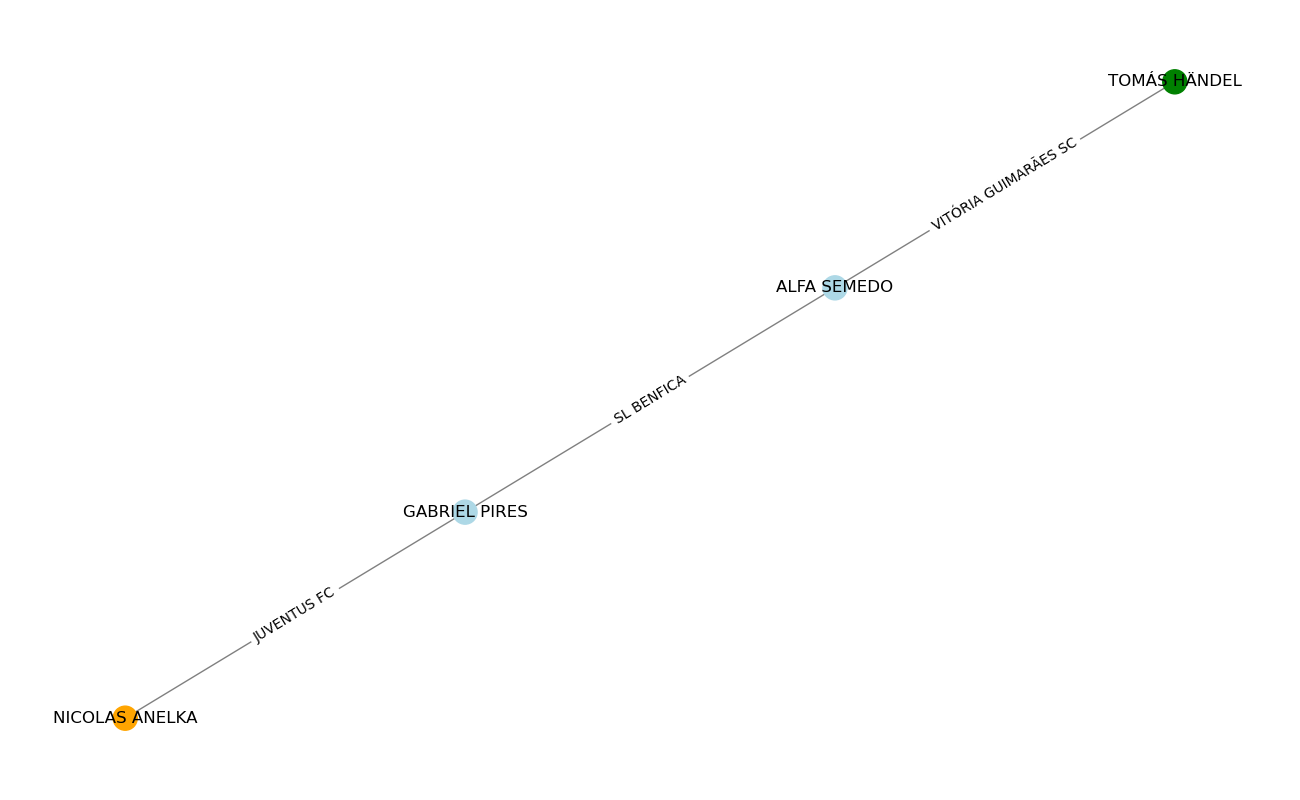 TOMÁS HÄNDEL
VITÓRIA GUIMARÃES SC
ALFA SEMEDO
SL BENFICA
GABRIEL PIRES
JUVENTUS FC
NICOLAS ANELKA